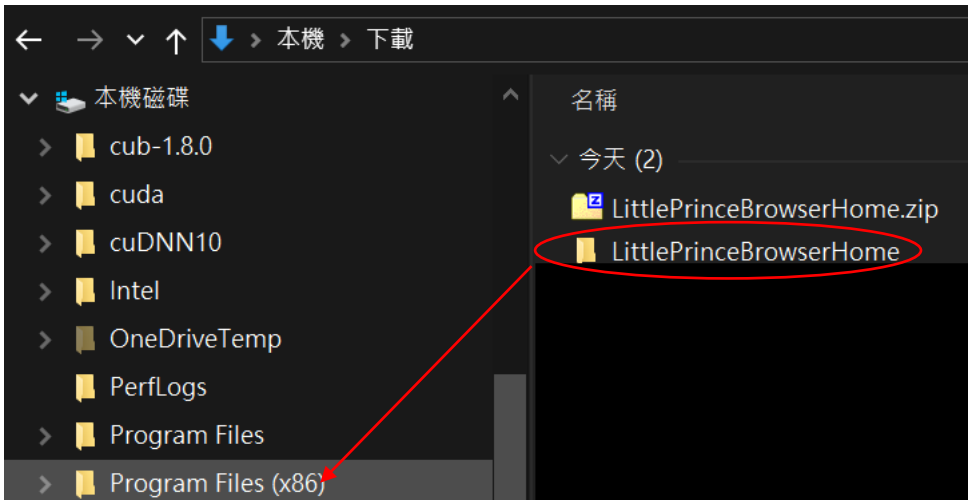 本機 > 下載
本機磁碟
cub-1.8.0
cuda
cuDNN10
Intel
OneDriveTemp
PerfLogs
Program Files
Program Files (x86)
名稱
今天 (2)
LittlePrinceBrowserHome.zip
LittlePrinceBrowserHome